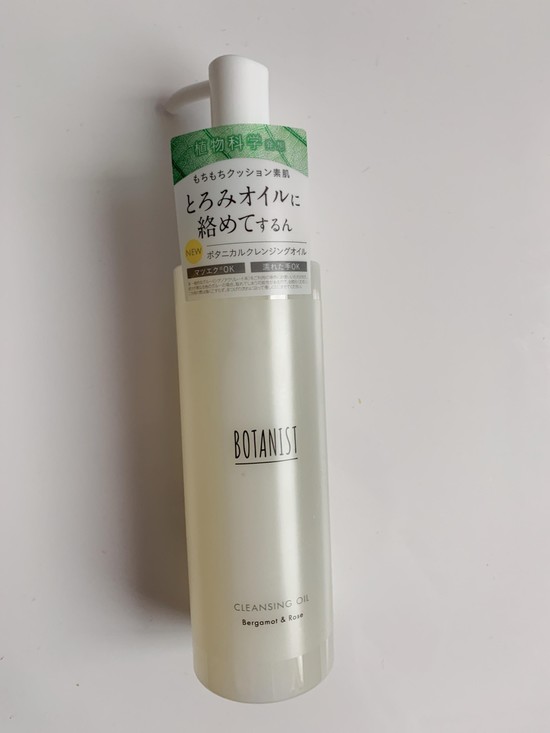 植物科学
もちもちクッション素肌
とろみオイルに
絡めてするん
NEW
ボタニカルクレンジングオイル
マツエク*OK
濡れた手OK
BOTANIST
CLEANSING OIL
Bergamot & Rose